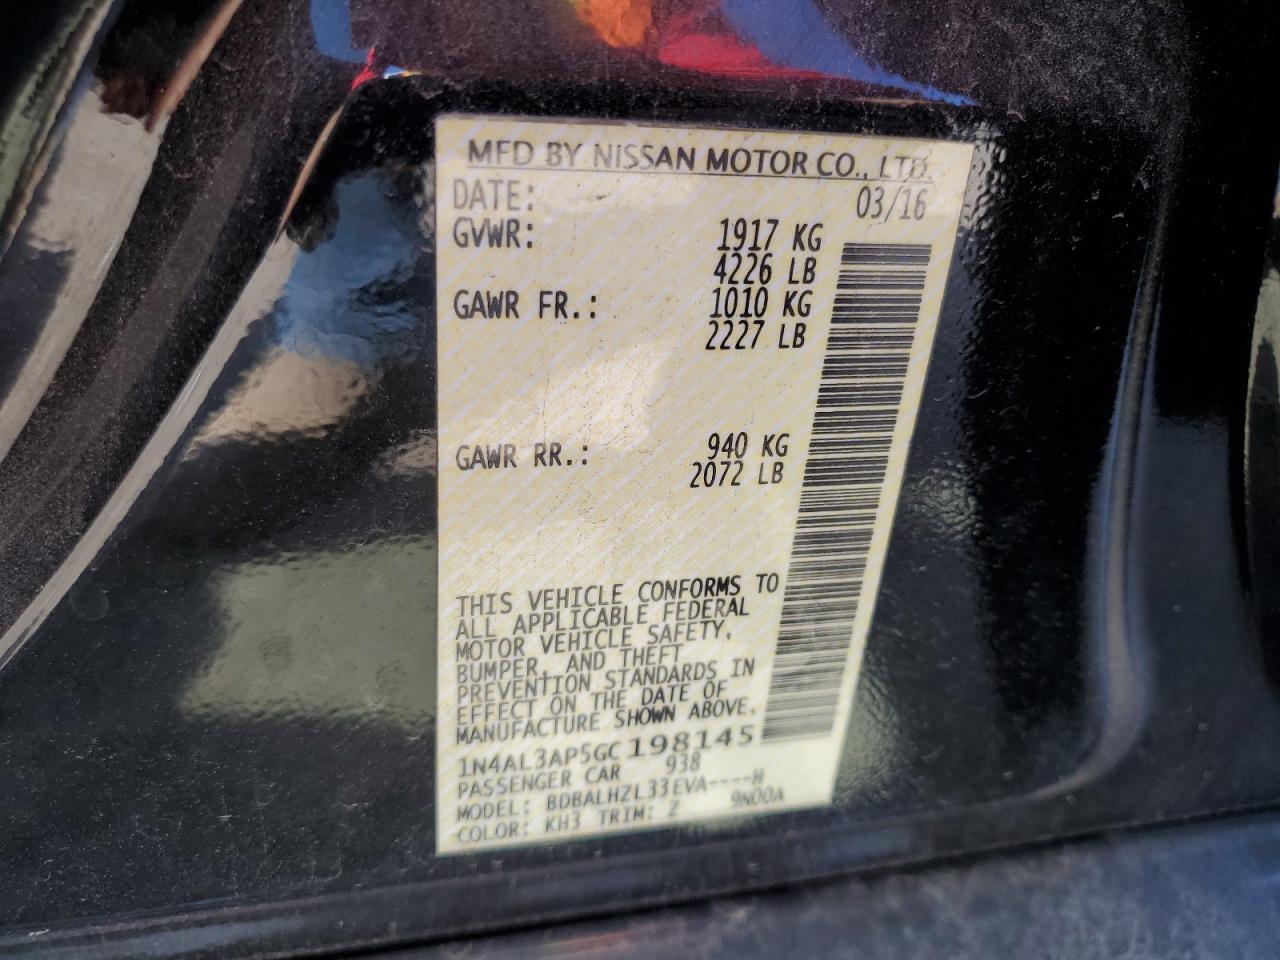 MFD BY NISSAN MOTOR CO., LTD.
DATE: 03/16
GVWR: 1917 KG
4226 LB
GAWR FR.: 1010 KG
2227 LB
GAWR RR.: 940 KG
2072 LB
THIS VEHICLE CONFORMS TO
ALL APPLICABLE FEDERAL
MOTOR VEHICLE SAFETY,
BUMPER, AND THEFT
PREVENTION STANDARDS IN
EFFECT ON THE DATE OF
MANUFACTURE SHOWN ABOVE.
1N4AL3AP5GC198145
PASSENGER CAR 938
MODEL: BDBALHZL33EVA----H
COLOR: KH3 TRIM: Z 9N00A